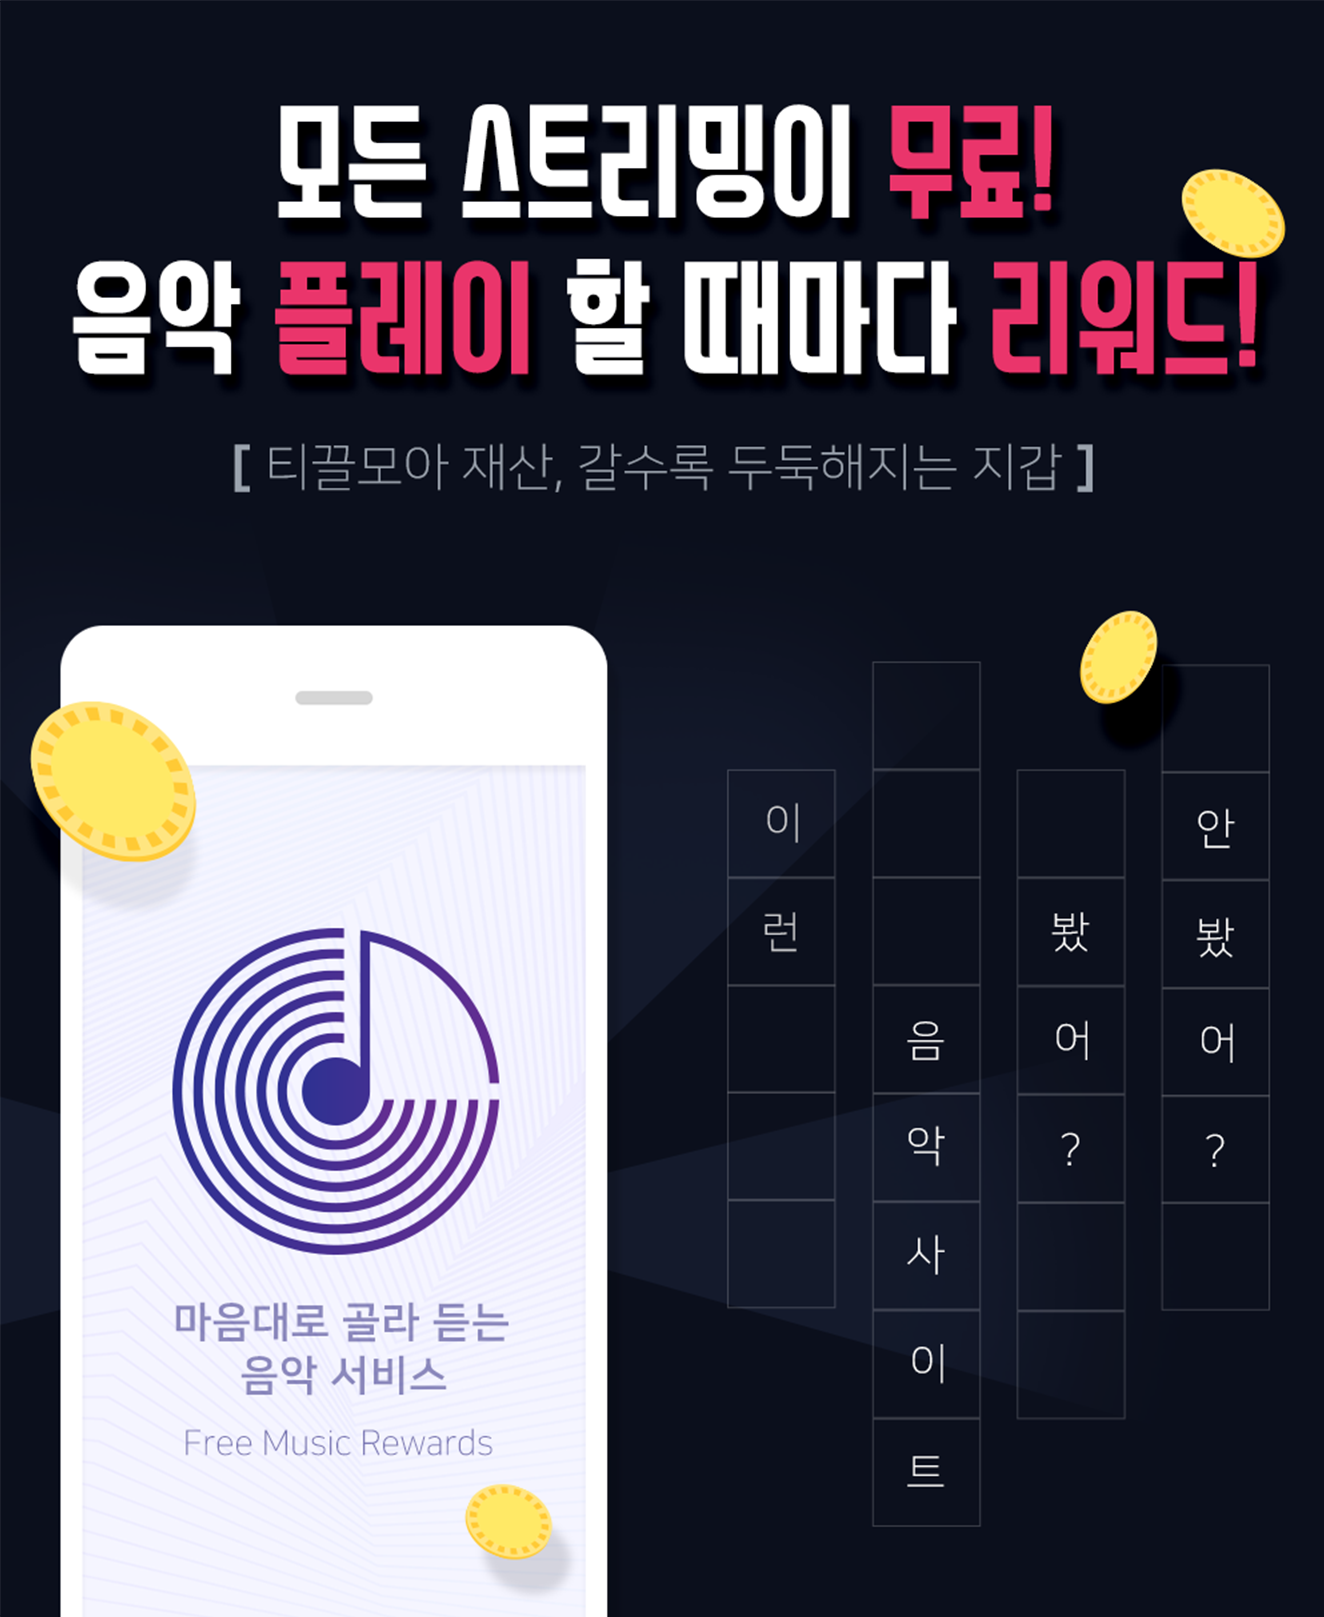 모든 스트리밍이 무료!
음악 플레이 할 때마다 리워드!
[ 티끌모아 재산, 갈수록 두둑해지는 지갑 ]
마음대로 골라 듣는
음악 서비스
Free Music Rewards
이런
음악사이트
봤어?
안봤어?